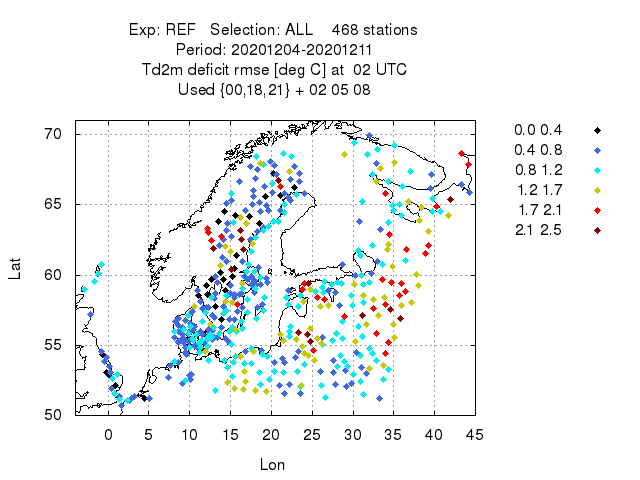 Exp: REF   Selection: ALL    468 stations
Period: 20201204-20201211
Td2m deficit rmse [deg C] at  02 UTC
Used {00,18,21} + 02 05 08
0.0 0.4
0.4 0.8
0.8 1.2
1.2 1.7
1.7 2.1
2.1 2.5
70
65
60
55
50
Lat
0 5 10 15 20 25 30 35 40 45
Lon